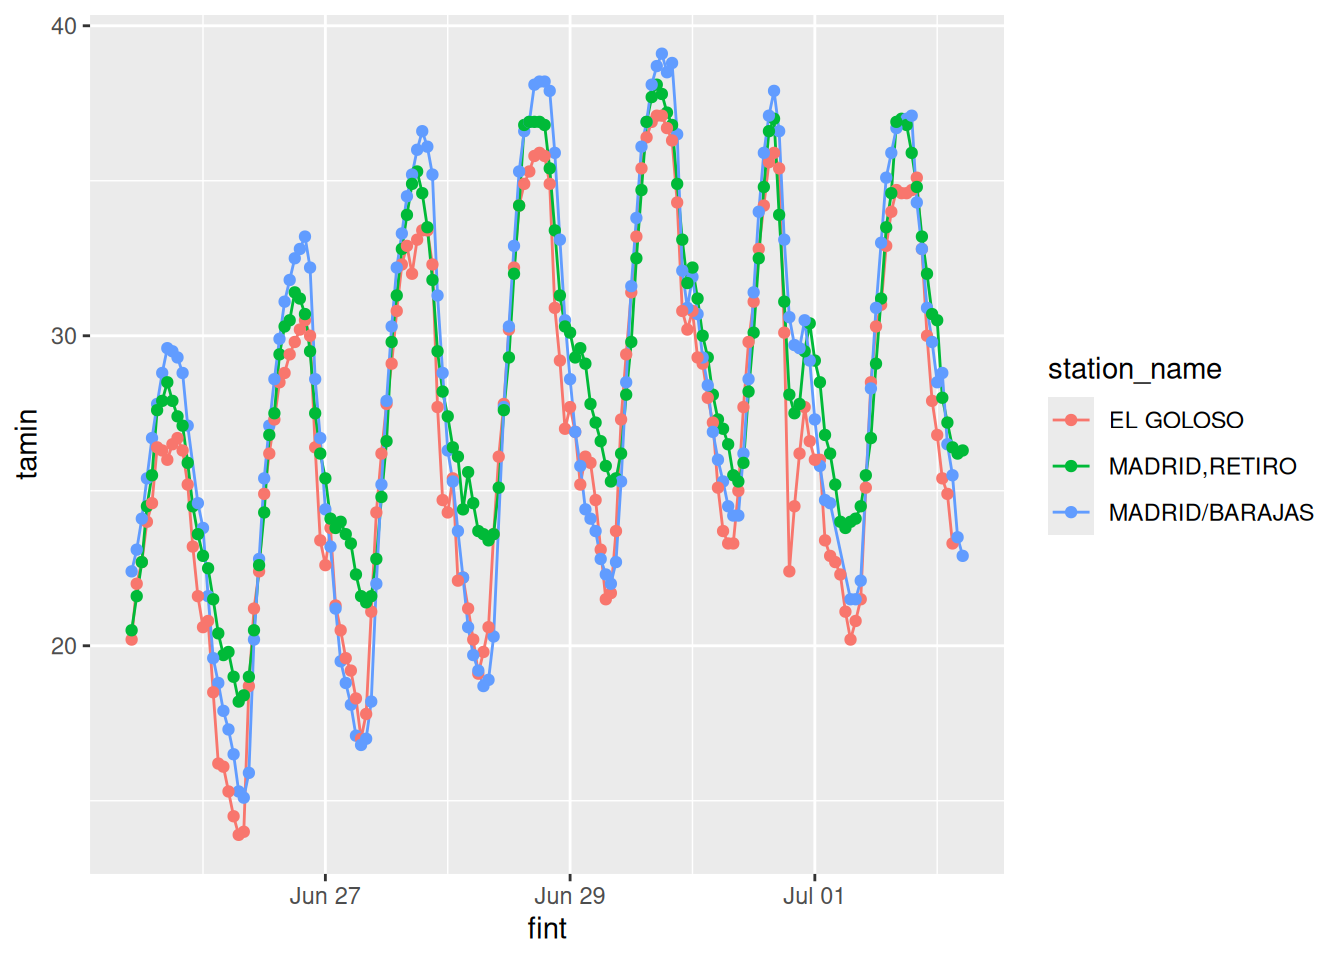 40
30
20
tamin
Jun 27
Jun 29
Jul 01
fint
station_name
EL GOLOSO
MADRID,RETIRO
MADRID/BARAJAS